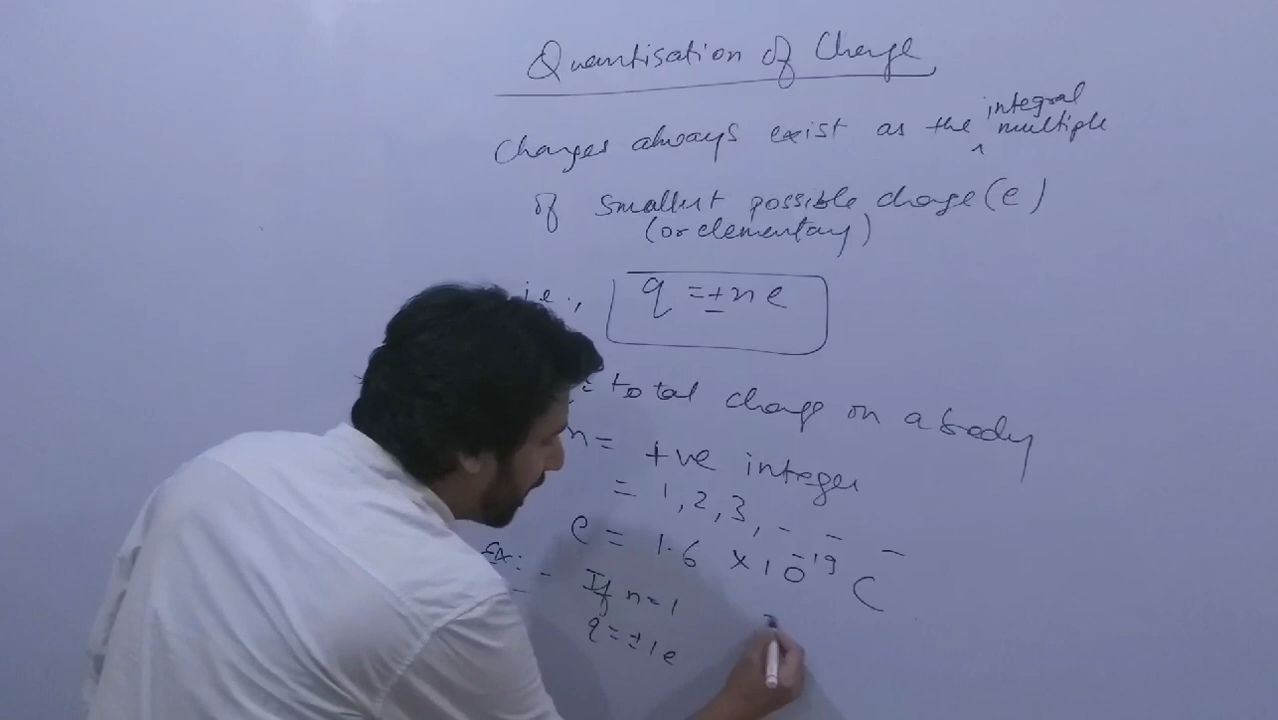 Quantisation of Charge
Charges always exist as the integral multiple
of smallest possible charge (e)
(or elementary)
i.e., q = ±ne
= total charge on a body
n = +ve integer
= 1, 2, 3, - - -
e = 1.6 × 10⁻¹⁹ C
Ex: - If n = 1
q = ±1e